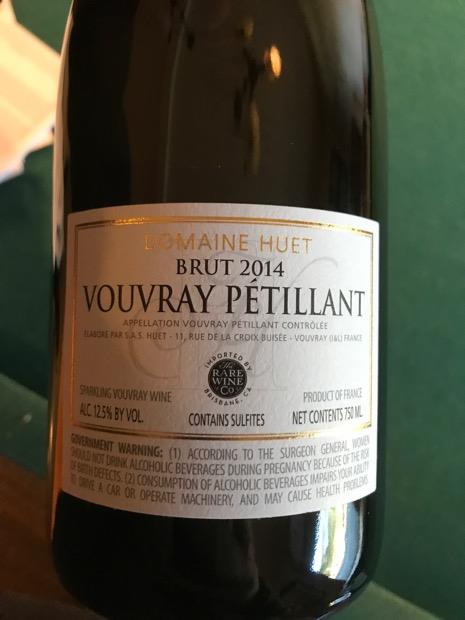 DOMAINE HUET
BRUT 2014
VOUVRAY PÉTILLANT
APPELLATION VOUVRAY PÉTILLANT CONTRÔLÉE
ÉLABORÉ PAR S.A.S. HUET - 11, RUE DE LA CROIX BUISÉE - VOUVRAY (I&L) FRANCE
IMPORTED BY
The
RARE
WINE
Co.
BRISBANE, CA
SPARKLING VOUVRAY WINE PRODUCT OF FRANCE
ALC. 12.5% BY VOL. CONTAINS SULFITES NET CONTENTS 750 ML
GOVERNMENT WARNING: (1) ACCORDING TO THE SURGEON GENERAL, WOMEN
SHOULD NOT DRINK ALCOHOLIC BEVERAGES DURING PREGNANCY BECAUSE OF THE RISK
OF BIRTH DEFECTS. (2) CONSUMPTION OF ALCOHOLIC BEVERAGES IMPAIRS YOUR ABILITY
TO DRIVE A CAR OR OPERATE MACHINERY, AND MAY CAUSE HEALTH PROBLEMS.